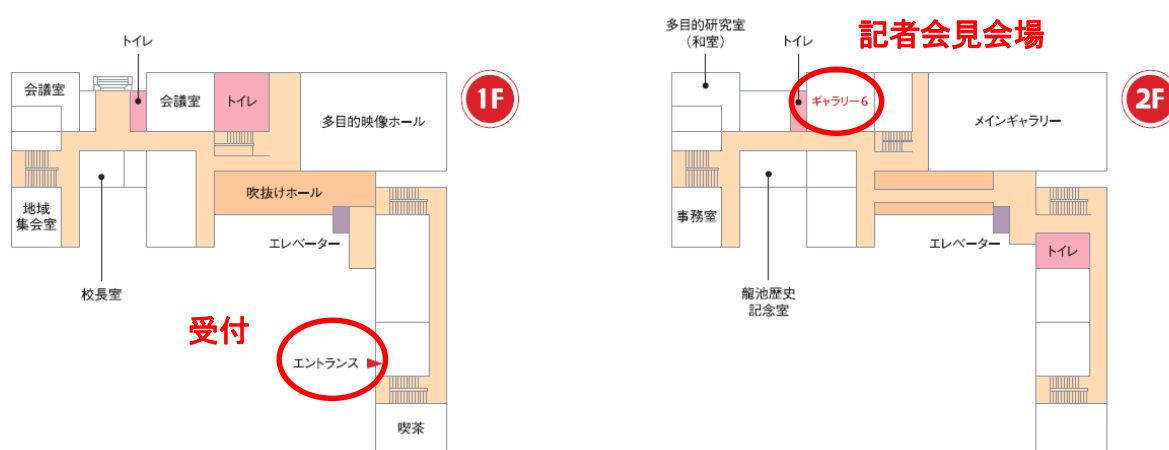 トイレ
会議室
会議室
トイレ
1F
多目的映像ホール
吹抜けホール
地域
集会室
エレベーター
校長室
受付
エントランス
喫茶
多目的研究室
(和室)
トイレ
記者会見会場
ギャラリー6
2F
メインギャラリー
事務室
エレベーター
トイレ
龍池歴史
記念室